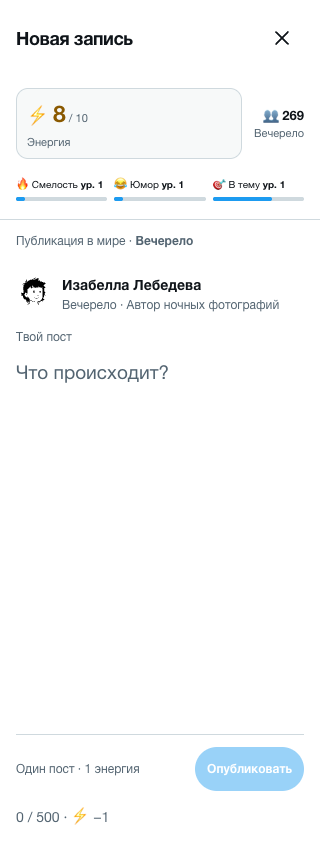 Новая запись
⚡ 8 / 10
Энергия
👥 269
Вечерело
🔥 Смелость ур. 1
😂 Юмор ур. 1
🎯 В тему ур. 1
Публикация в мире · Вечерело
Изабелла Лебедева
Вечерело · Автор ночных фотографий
Твой пост
Что происходит?
Один пост · 1 энергия
Опубликовать
0 / 500 · ⚡ −1